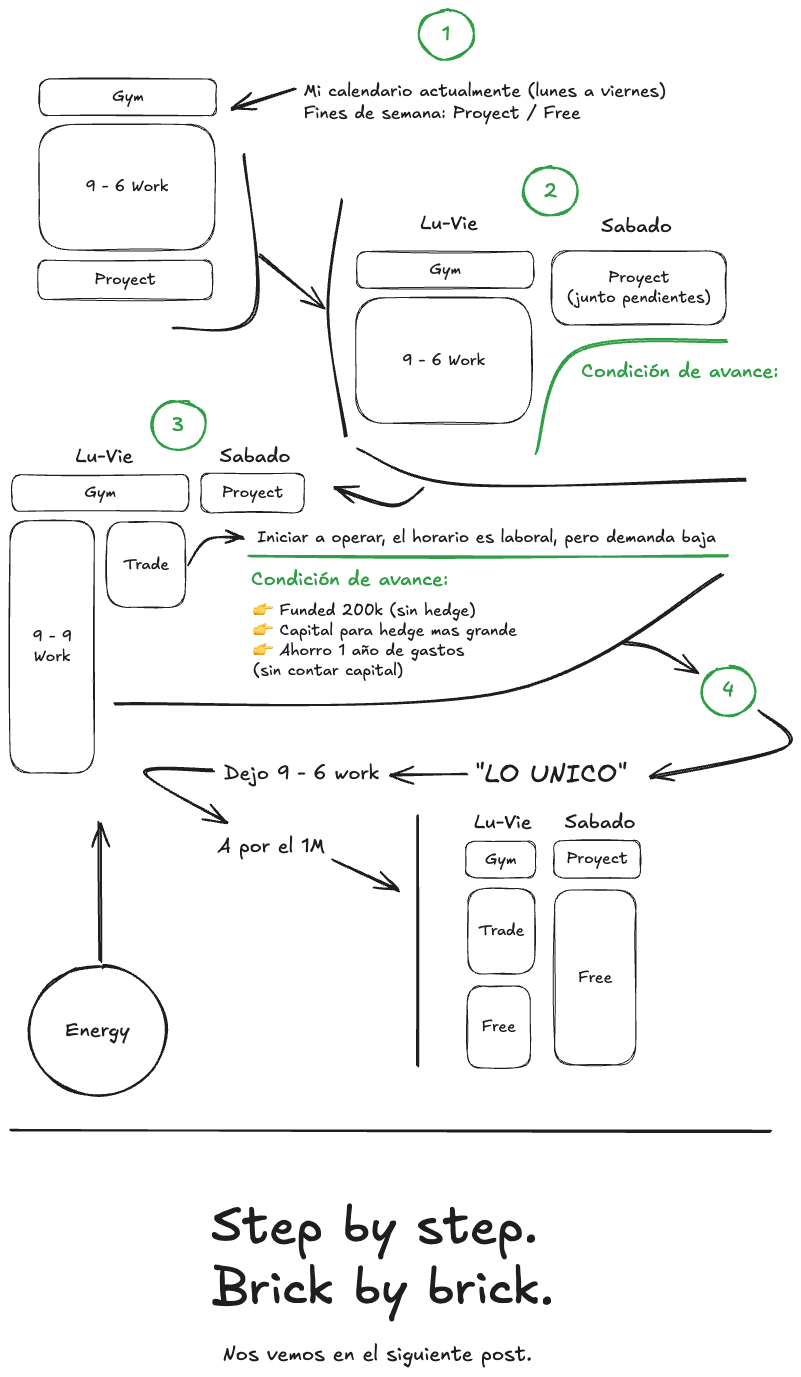 1
Gym
Mi calendario actualmente (lunes a viernes)
Fines de semana: Proyect / Free
9 - 6 Work
Proyect
2
Lu-Vie
Sabado
Gym
Proyect
(junto pendientes)
9 - 6 Work
Condición de avance:
3
Lu-Vie
Sabado
Gym
Proyect
Trade
Iniciar a operar, el horario es laboral, pero demanda baja
9 - 9
Work
Condición de avance:
👉 Funded 200k (sin hedge)
👉 Capital para hedge mas grande
👉 Ahorro 1 año de gastos
(sin contar capital)
4
"LO UNICO"
Dejo 9 - 6 work
A por el 1M
Lu-Vie
Sabado
Gym
Proyect
Trade
Free
Free
Energy
Step by step.
Brick by brick.
Nos vemos en el siguiente post.